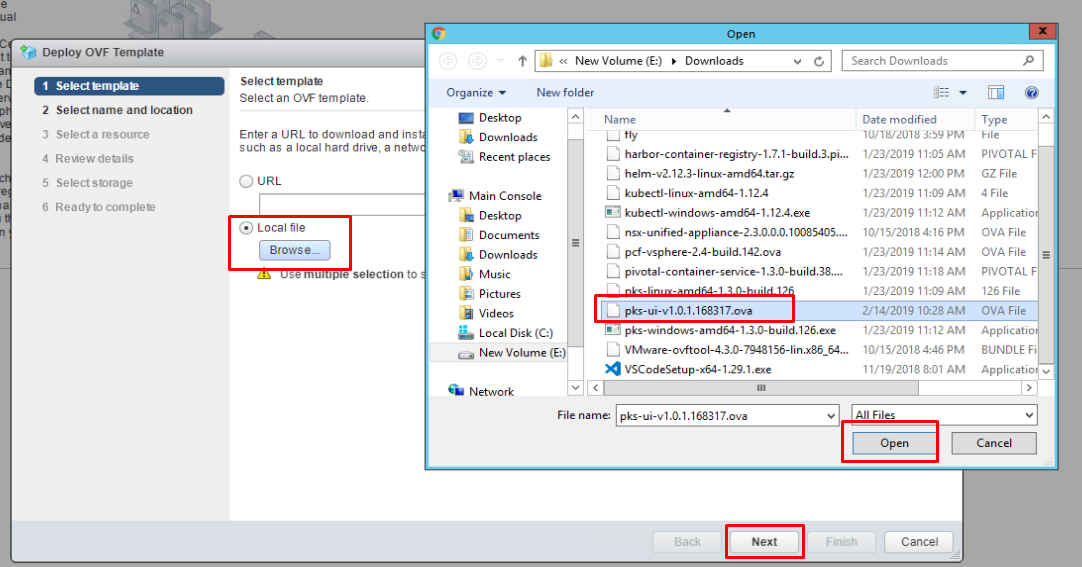 ual
Deploy OVF Template
1 Select template
2 Select name and location
3 Select a resource
4 Review details
5 Select storage
6 Ready to complete
Select template
Select an OVF template.
Enter a URL to download and insta
such as a local hard drive, a netwo
URL
Local file
Browse...
Use multiple selection to s
Back
Next
Finish
Cancel
Open
« New Volume (E:) Downloads
Search Downloads
Organize
New folder
Desktop
Downloads
Recent places
Main Console
Desktop
Documents
Downloads
Music
Pictures
Videos
Local Disk (C:)
New Volume (E:)
Network
Name Date modified Type
fly 10/18/2018 3:59 PM File
harbor-container-registry-1.7.1-build.3.pi... 1/23/2019 11:05 AM PIVOTAL F
helm-v2.12.3-linux-amd64.tar.gz 1/23/2019 12:00 PM GZ File
kubectl-linux-amd64-1.12.4 1/23/2019 11:09 AM 4 File
kubectl-windows-amd64-1.12.4.exe 1/23/2019 11:12 AM Application
nsx-unified-appliance-2.3.0.0.0.10085405.... 10/15/2018 4:16 PM OVA File
pcf-vsphere-2.4-build.142.ova 1/23/2019 11:14 AM OVA File
pivotal-container-service-1.3.0-build.38.... 1/23/2019 11:18 AM PIVOTAL F
pks-linux-amd64-1.3.0-build.126 1/23/2019 11:09 AM 126 File
pks-ui-v1.0.1.168317.ova 2/14/2019 10:28 AM OVA File
pks-windows-amd64-1.3.0-build.126.exe 1/23/2019 11:12 AM Application
VMware-ovftool-4.3.0-7948156-lin.x86_64... 10/15/2018 4:46 PM BUNDLE Fi
VSCodeSetup-x64-1.29.1.exe 11/19/2018 8:01 AM Application
File name: pks-ui-v1.0.1.168317.ova
All Files
Open
Cancel